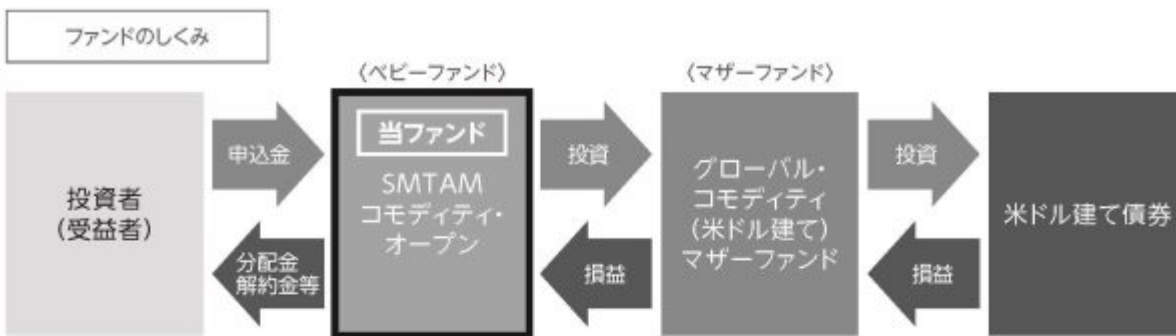 ファンドのしくみ
〈ベビーファンド〉
〈マザーファンド〉
投資者
(受益者)
申込金
分配金
解約金等
当ファンド
SMTAM
コモディティ・
オープン
投資
損益
グローバル・
コモディティ
(米ドル建て)
マザーファンド
投資
損益
米ドル建て債券